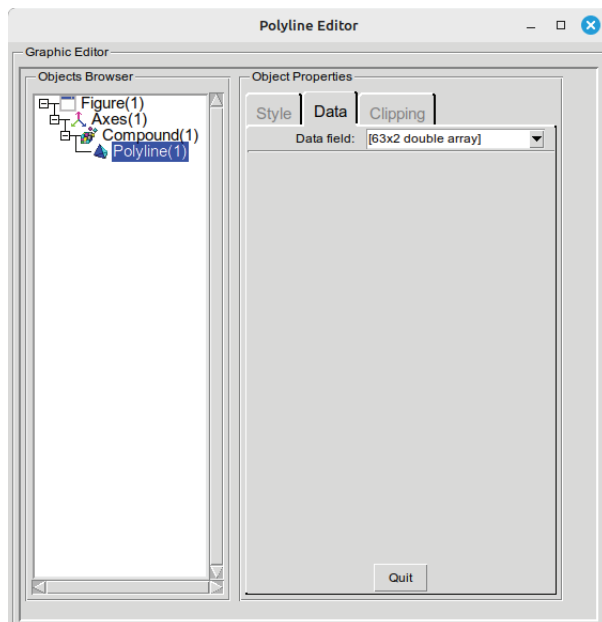 Polyline Editor
Graphic Editor
Objects Browser
Figure(1)
Axes(1)
Compound(1)
Polyline(1)
Object Properties
Style Data Clipping
Data field: [63x2 double array]
Quit